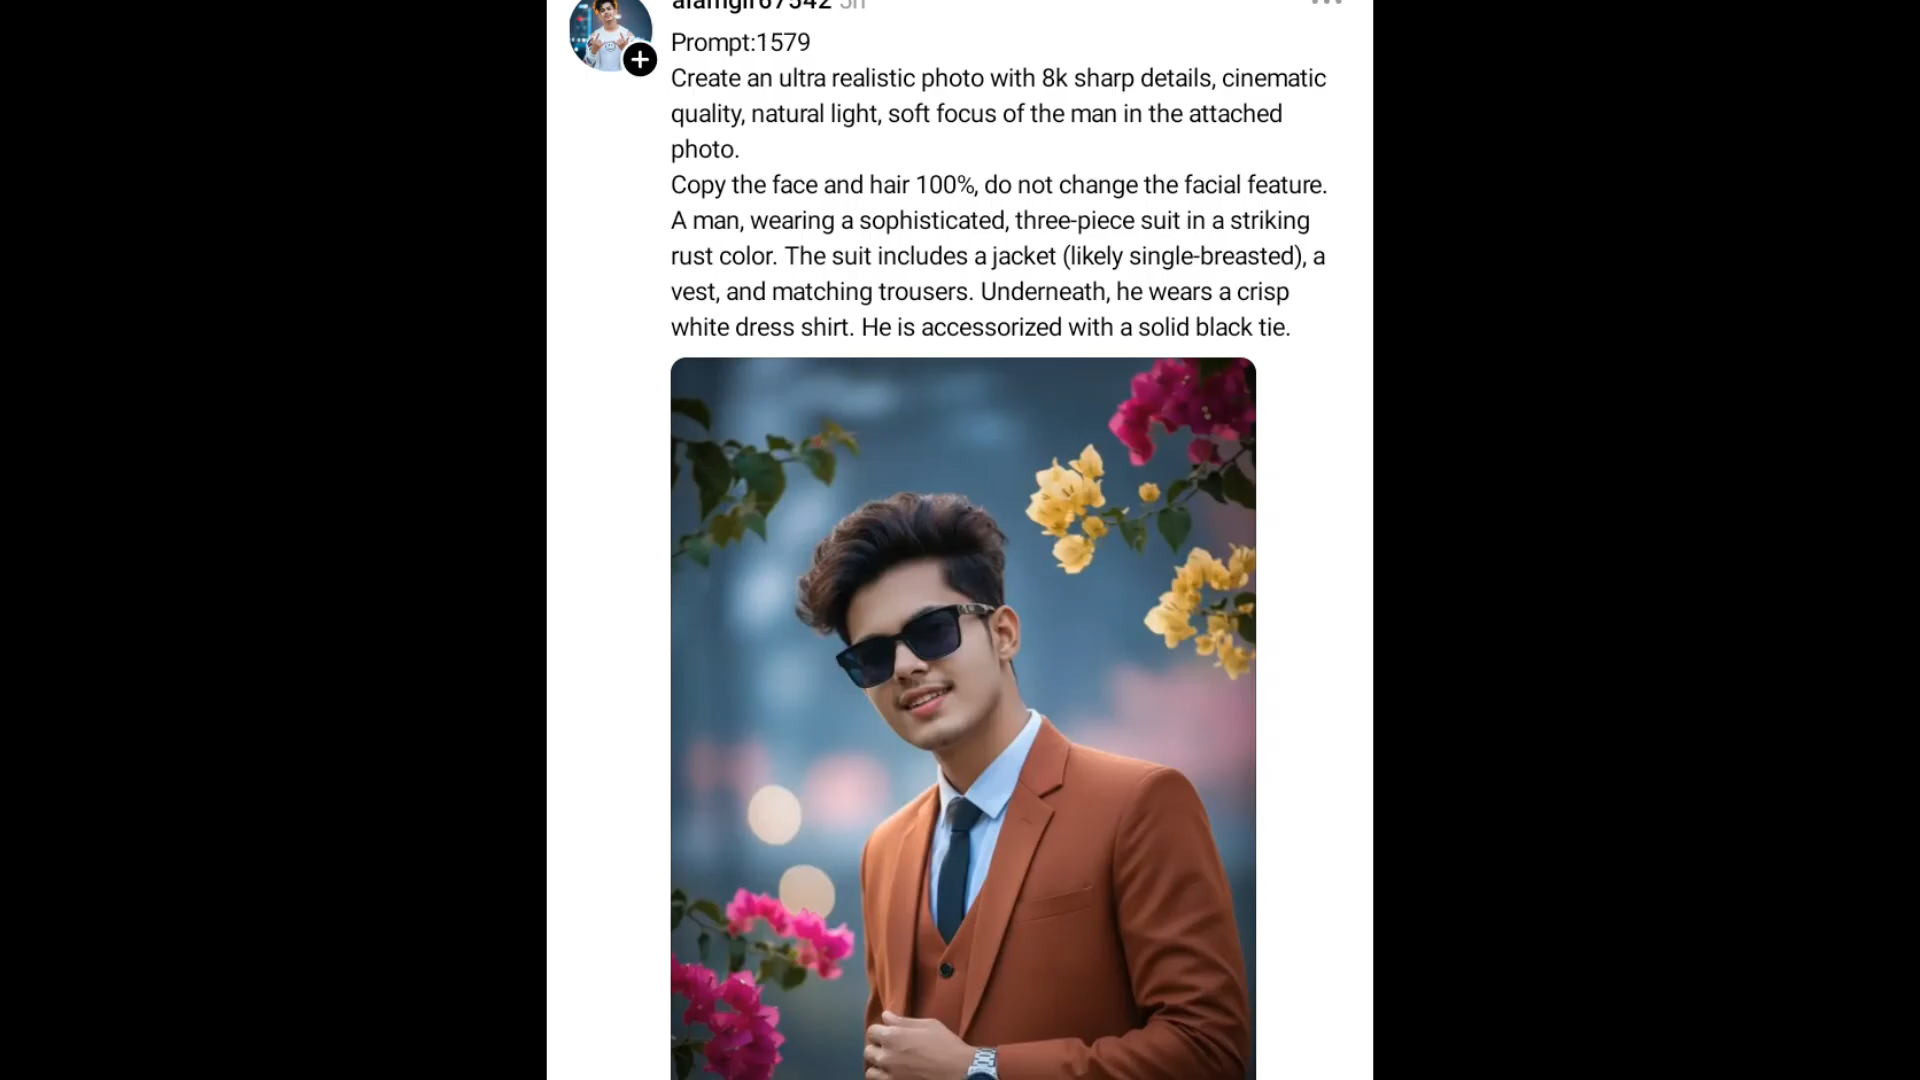 5h
Prompt:1579
Create an ultra realistic photo with 8k sharp details, cinematic
quality, natural light, soft focus of the man in the attached
photo.
Copy the face and hair 100%, do not change the facial feature.
A man, wearing a sophisticated, three-piece suit in a striking
rust color. The suit includes a jacket (likely single-breasted), a
vest, and matching trousers. Underneath, he wears a crisp
white dress shirt. He is accessorized with a solid black tie.